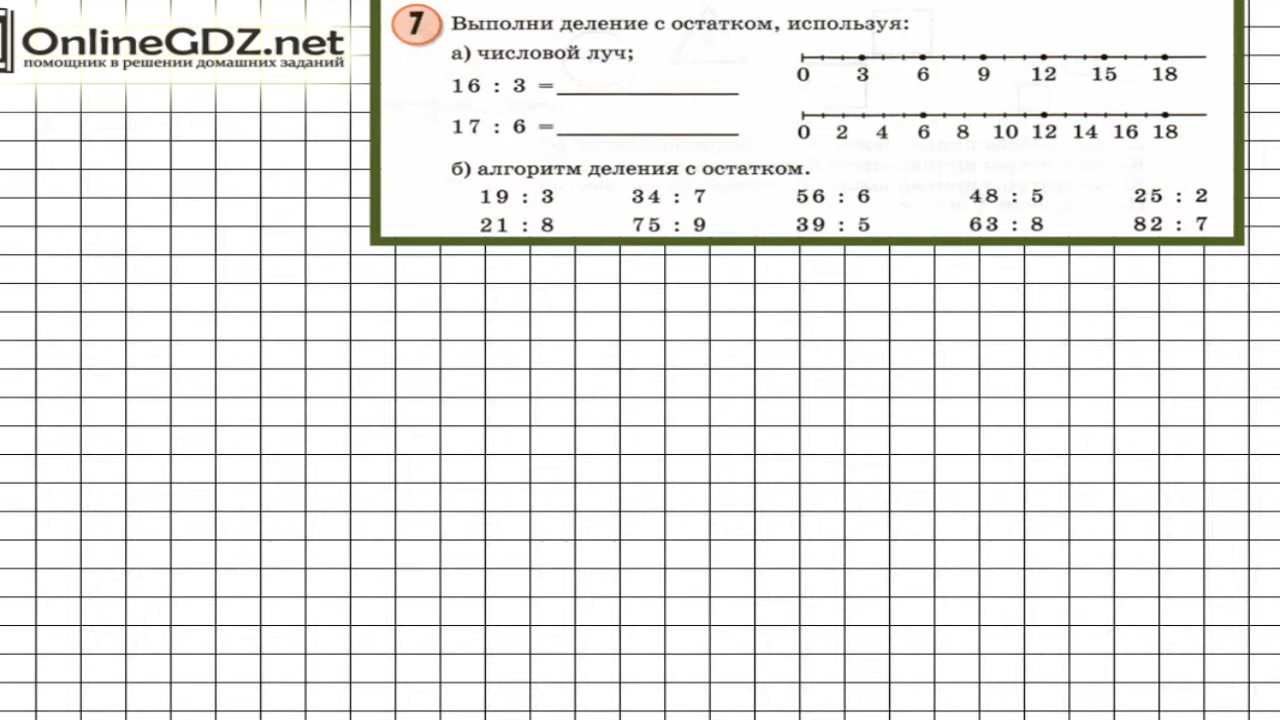 OnlineGDZ.net
помощник в решении домашних заданий
7 Выполни деление с остатком, используя:
а) числовой луч;
16 : 3 =
0 3 6 9 12 15 18
17 : 6 =
0 2 4 6 8 10 12 14 16 18
б) алгоритм деления с остатком.
19 : 3 34 : 7 56 : 6 48 : 5 25 : 2
21 : 8 75 : 9 39 : 5 63 : 8 82 : 7